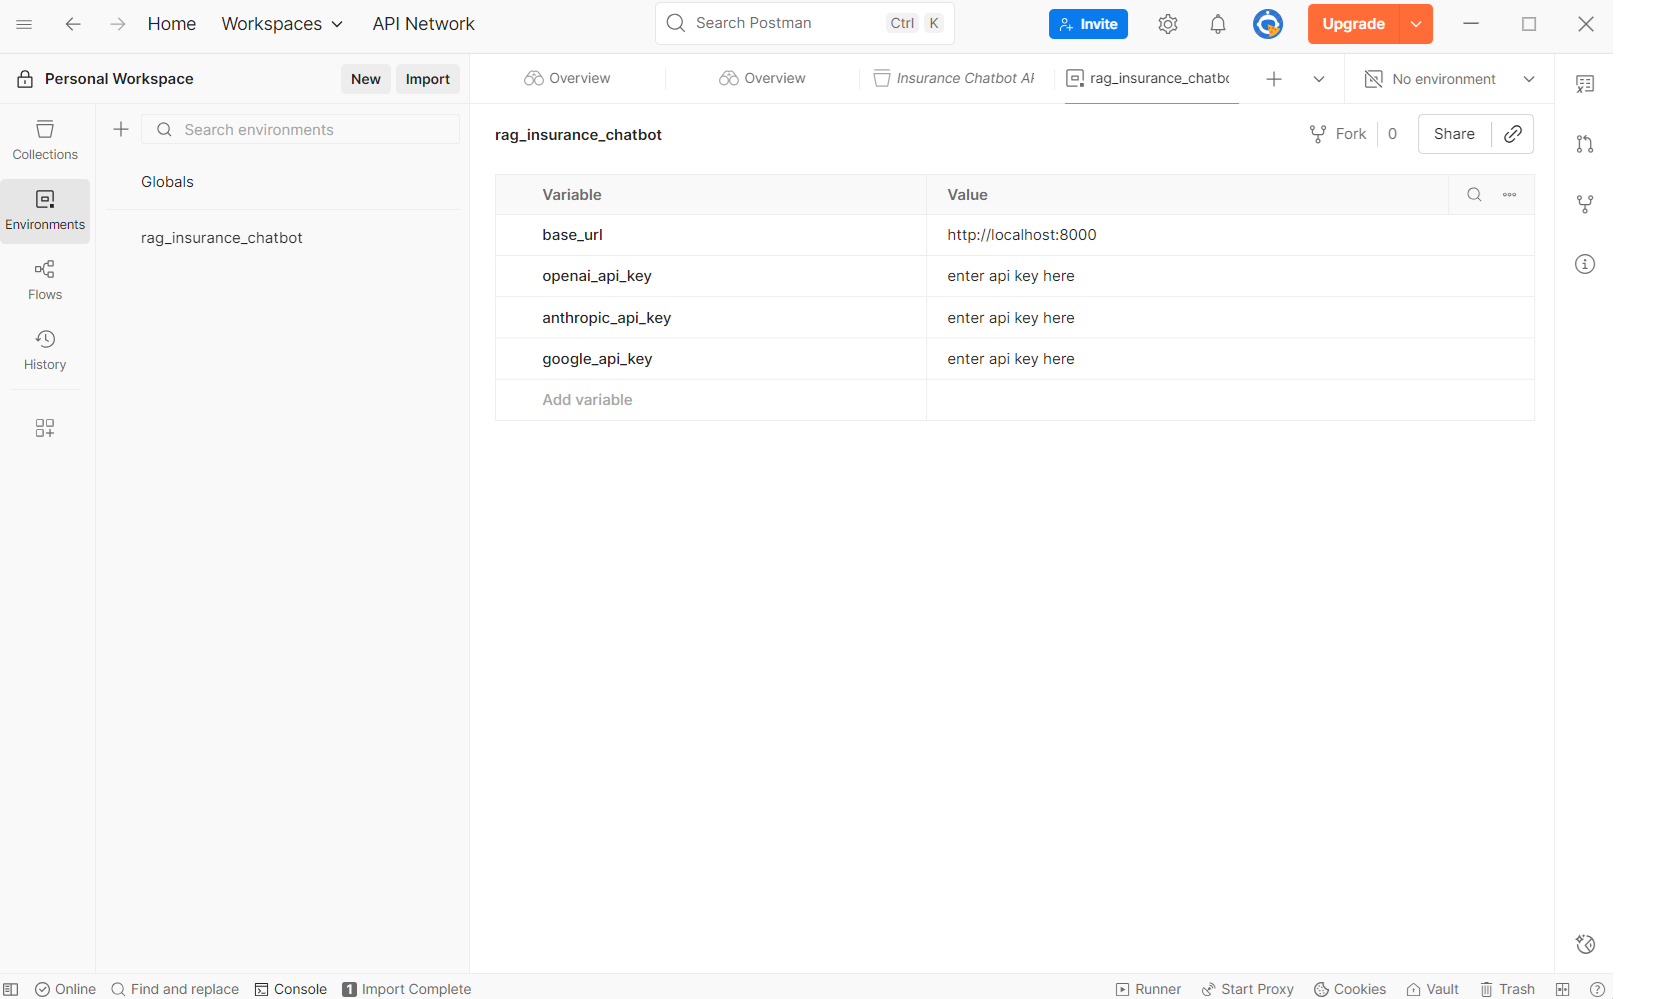 Home Workspaces API Network Search Postman Ctrl K Invite Upgrade
Personal Workspace New Import Overview Overview Insurance Chatbot AF rag_insurance_chatbo No environment
Collections
Environments
Flows
History
Search environments
Globals
rag_insurance_chatbot
rag_insurance_chatbot Fork 0 Share
Variable Value
base_url http://localhost:8000
openai_api_key enter api key here
anthropic_api_key enter api key here
google_api_key enter api key here
Add variable
Online Find and replace Console 1 Import Complete Runner Start Proxy Cookies Vault Trash